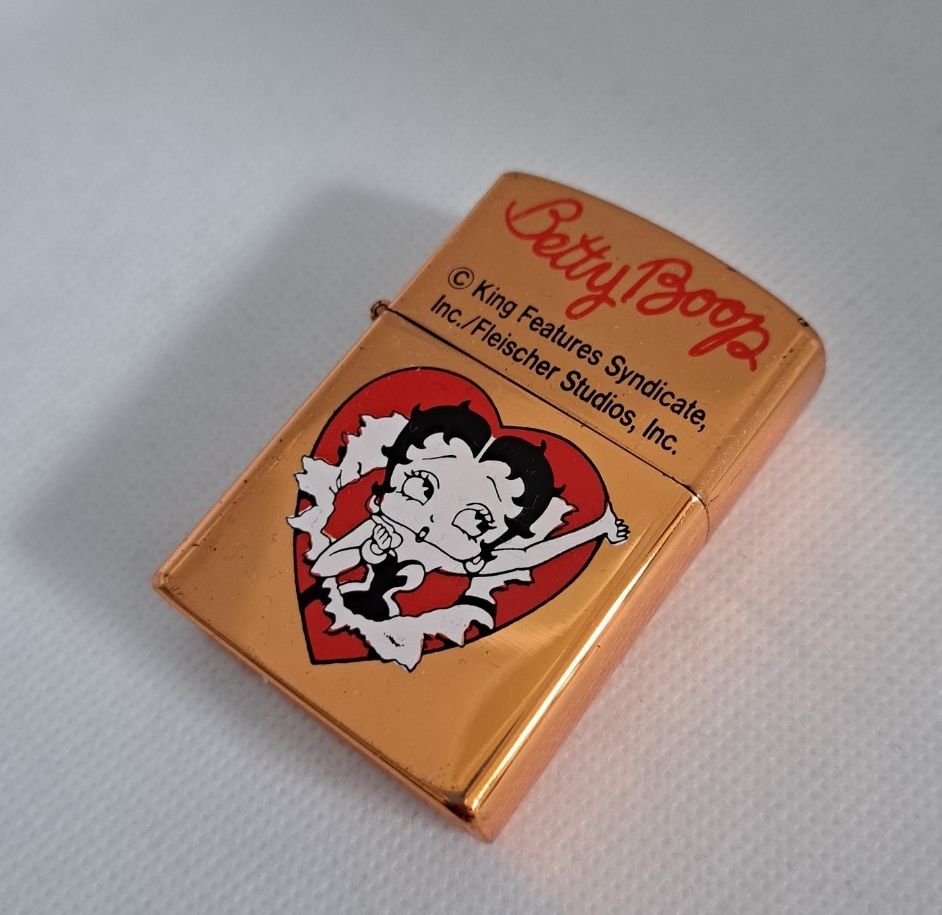 Betty Boop
© King Features Syndicate,
Inc./Fleischer Studios, Inc.